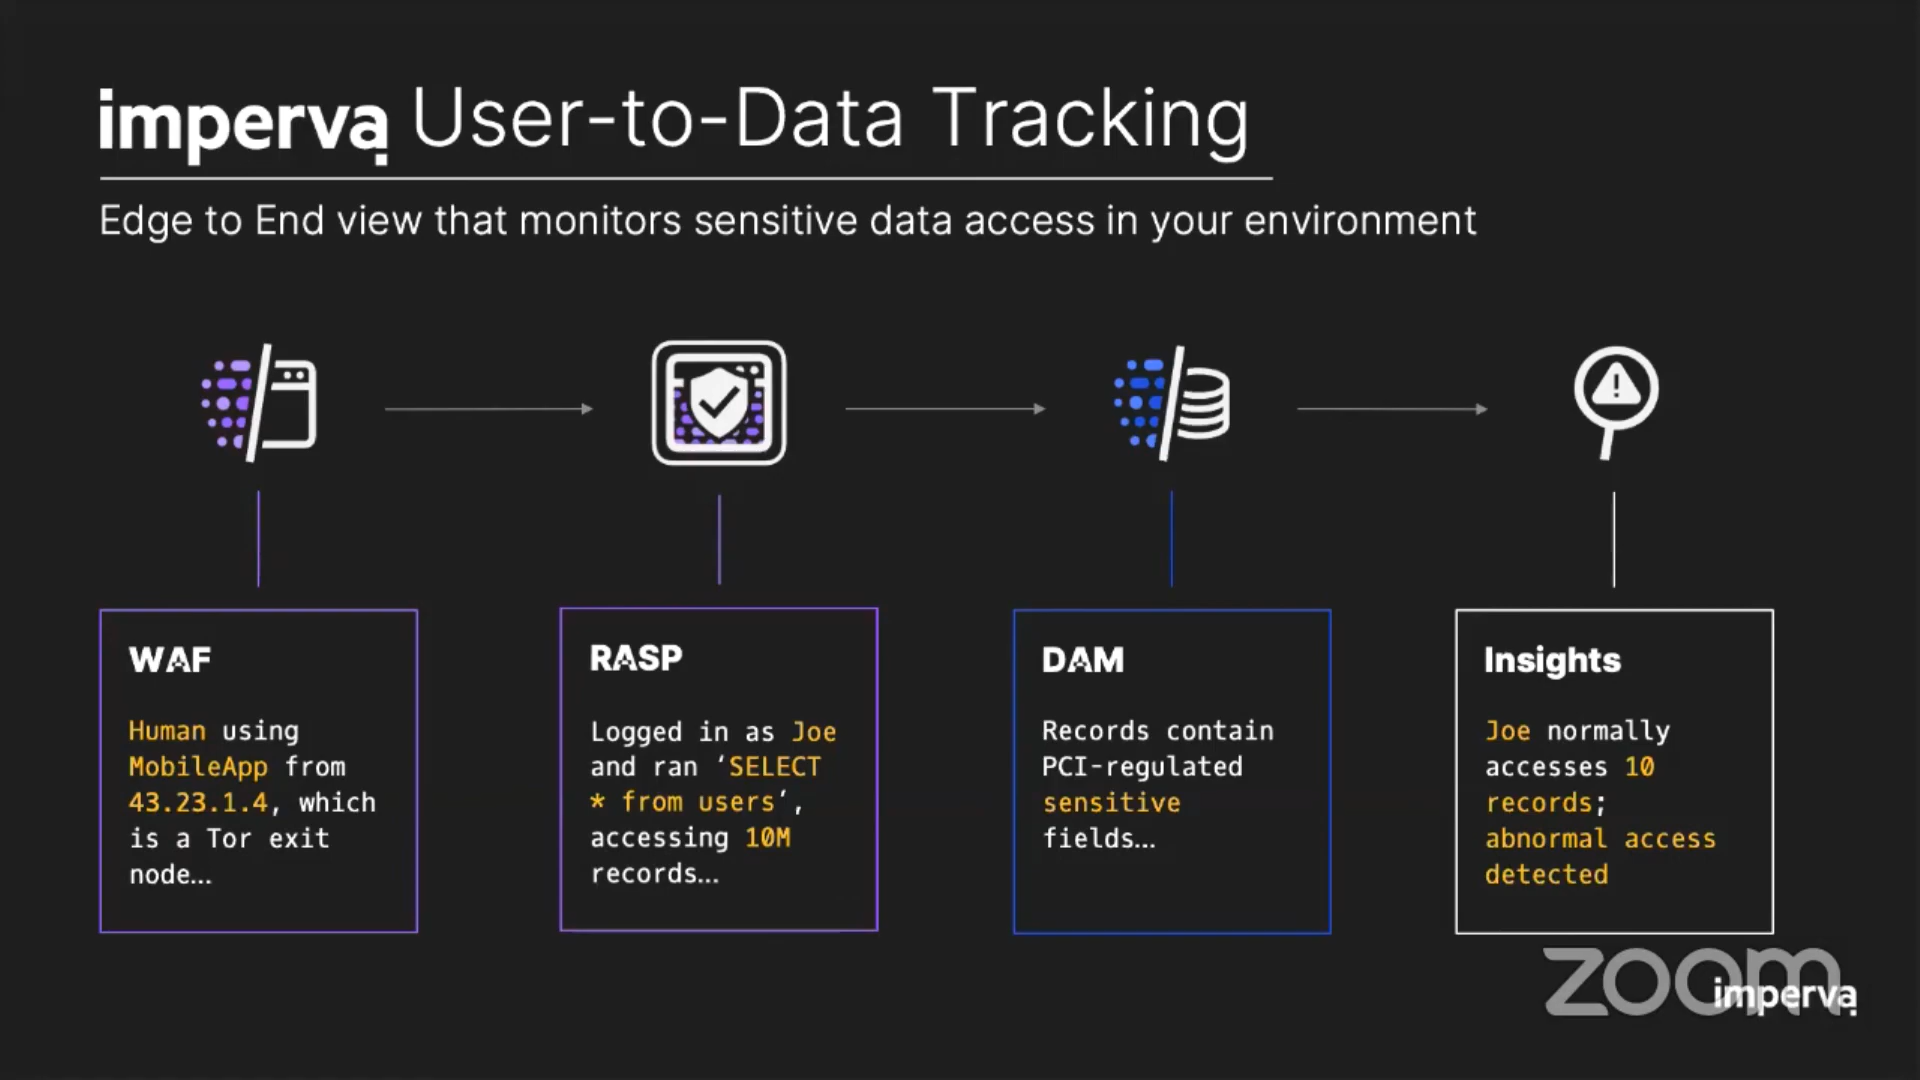 imperva User-to-Data Tracking
Edge to End view that monitors sensitive data access in your environment
WAF
Human using
MobileApp from
43.23.1.4, which
is a Tor exit
node...
RASP
Logged in as Joe
and ran ‘SELECT
* from users‘,
accessing 10M
records...
DAM
Records contain
PCI-regulated
sensitive
fields...
Insights
Joe normally
accesses 10
records;
abnormal access
detected
zoom
imperva